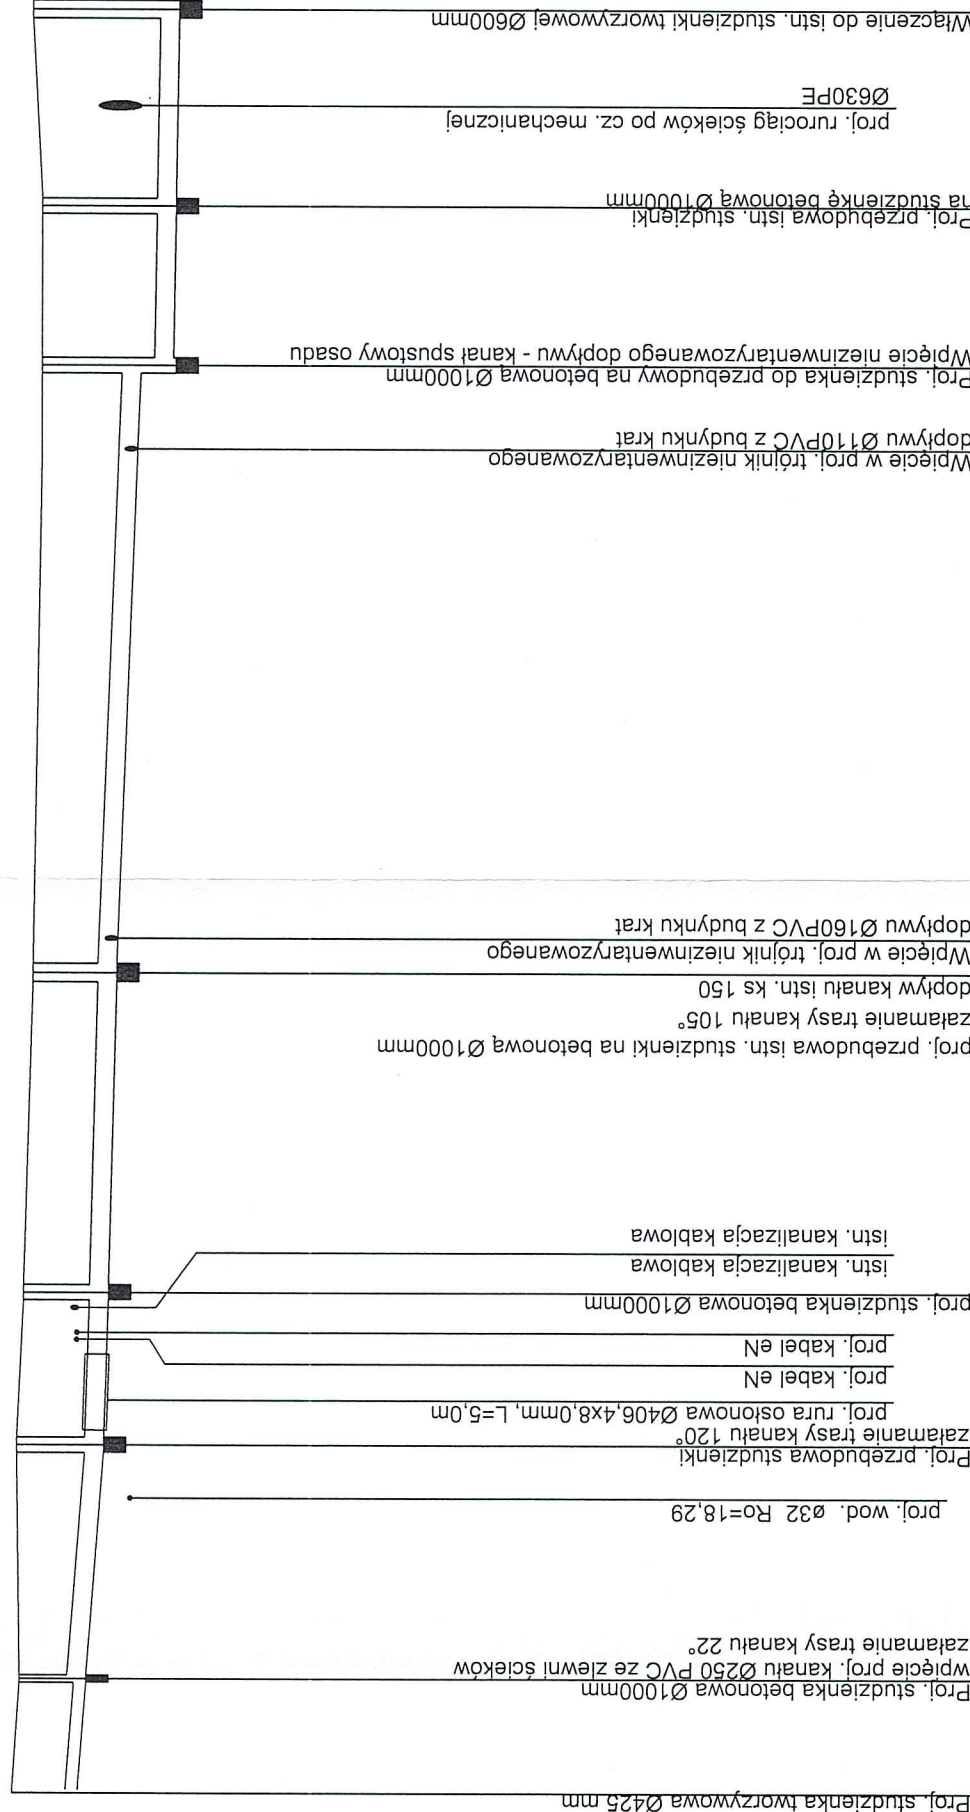 Proj. studzienka tworzywowa Ø425 mm
Proj. studzienka betonowa Ø1000mm
wpięcie proj. kanału Ø250 PVC ze zlewni ścieków
załamanie trasy kanału 22°
proj. wod. ø32 Ro=18,29
Proj. przebudowa studzienki
załamanie trasy kanału 120°
proj. rura osłonowa Ø406,4x8,0mm, L=5,0m
proj. kabel eN
proj. kabel eN
proj. studzienka betonowa Ø1000mm
istn. kanalizacja kablowa
istn. kanalizacja kablowa
proj. przebudowa istn. studzienki na betonową Ø1000mm
załamanie trasy kanału 105°
dopływ kanału istn. ks 150
Wpięcie w proj. trójnik niezinwentaryzowanego
dopływu Ø160PVC z budynku krat
Wpięcie w proj. trójnik niezinwentaryzowanego
dopływu Ø110PVC z budynku krat
Proj. studzienka do przebudowy na betonową Ø1000mm
Wpięcie niezinwentaryzowanego dopływu - kanał spustowy osadu
Proj. przebudowa istn. studzienki
na studzienkę betonową Ø1000mm
proj. rurociąg ścieków po cz. mechanicznej
Ø630PE
Włączenie do istn. studzienki tworzywowej Ø600mm